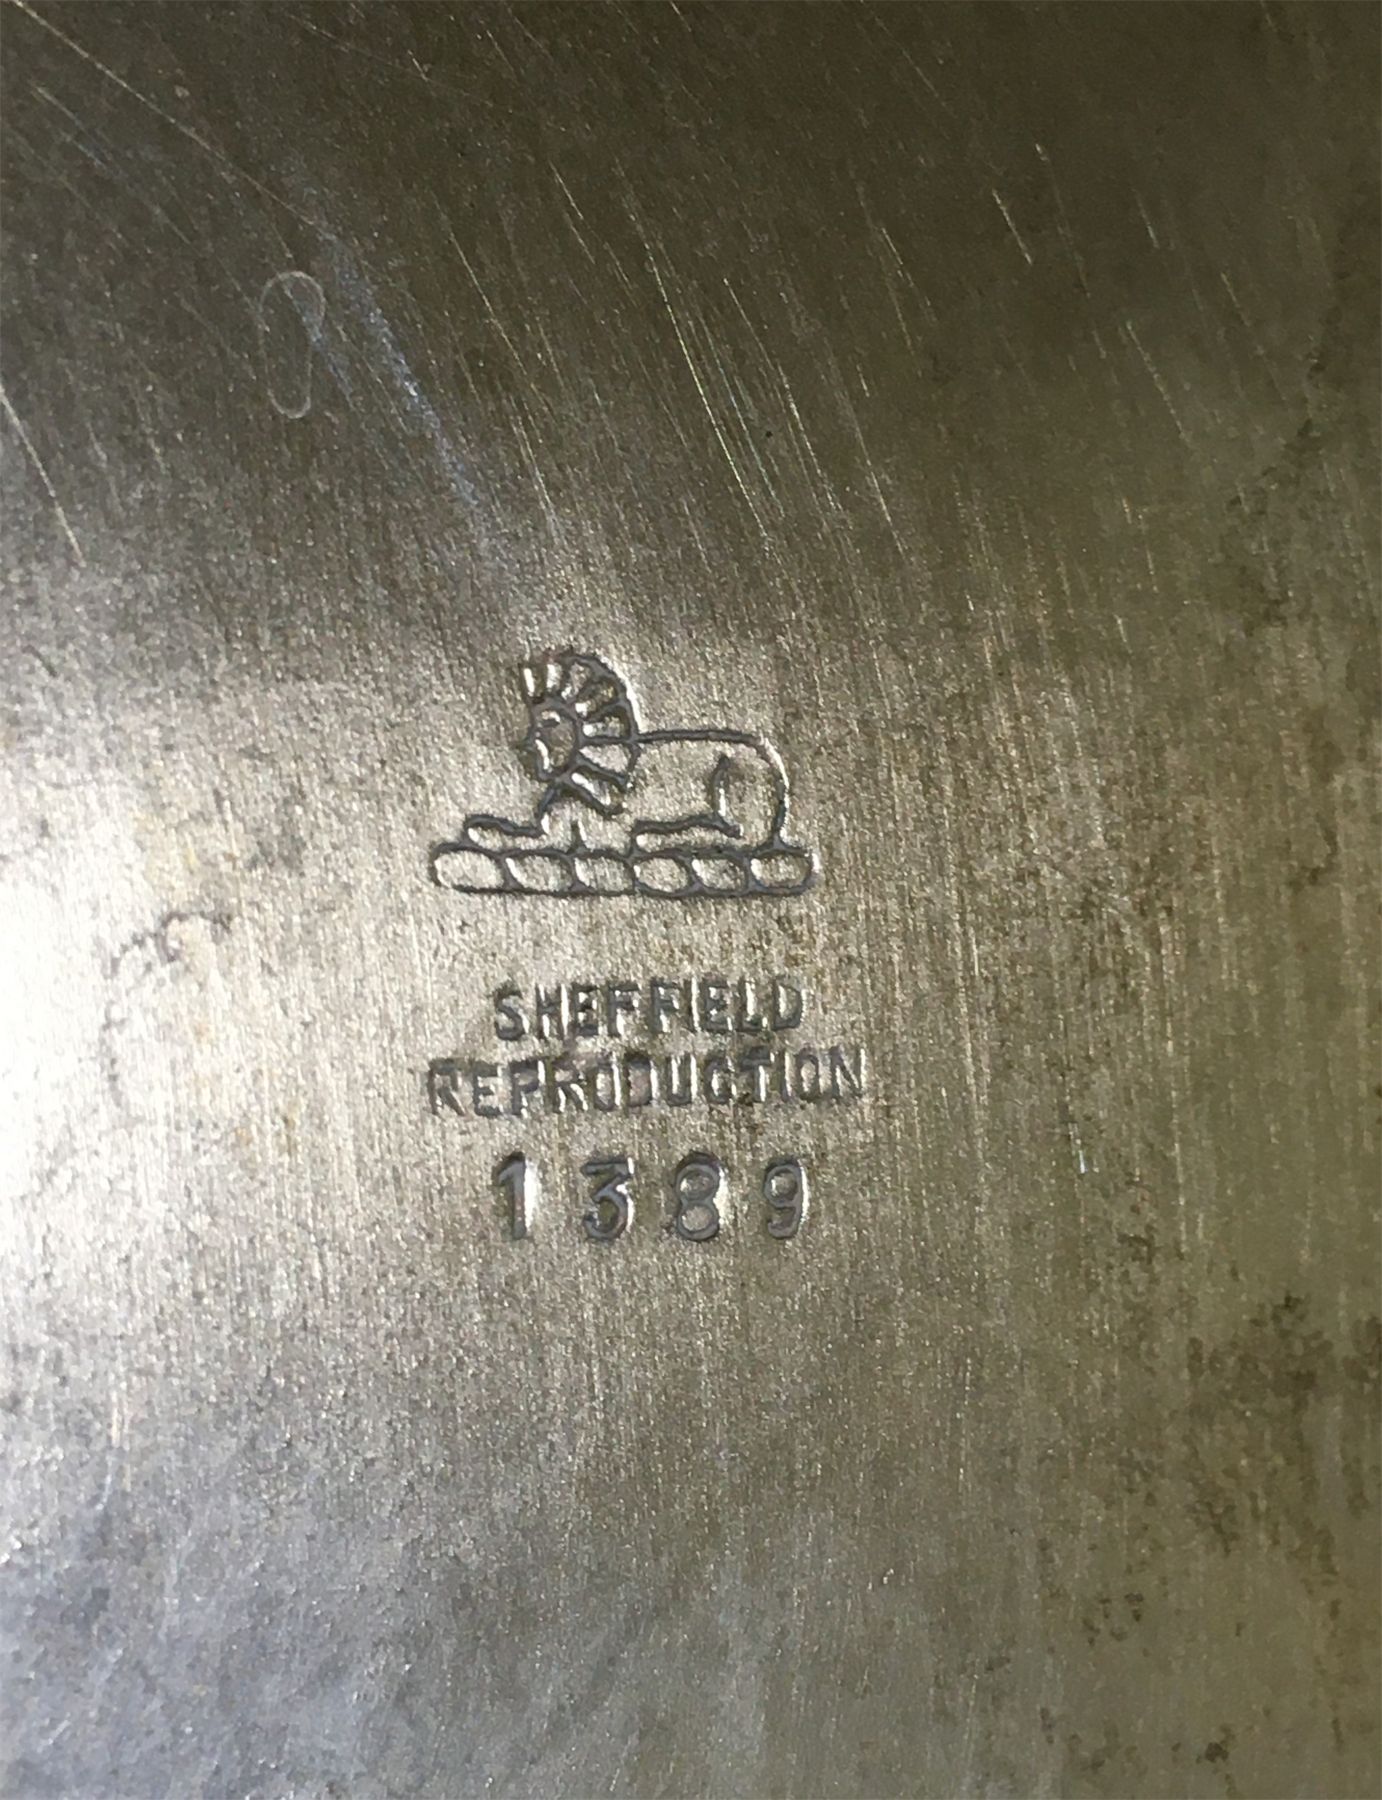 SHEFFIELD
REPRODUCTION
1389